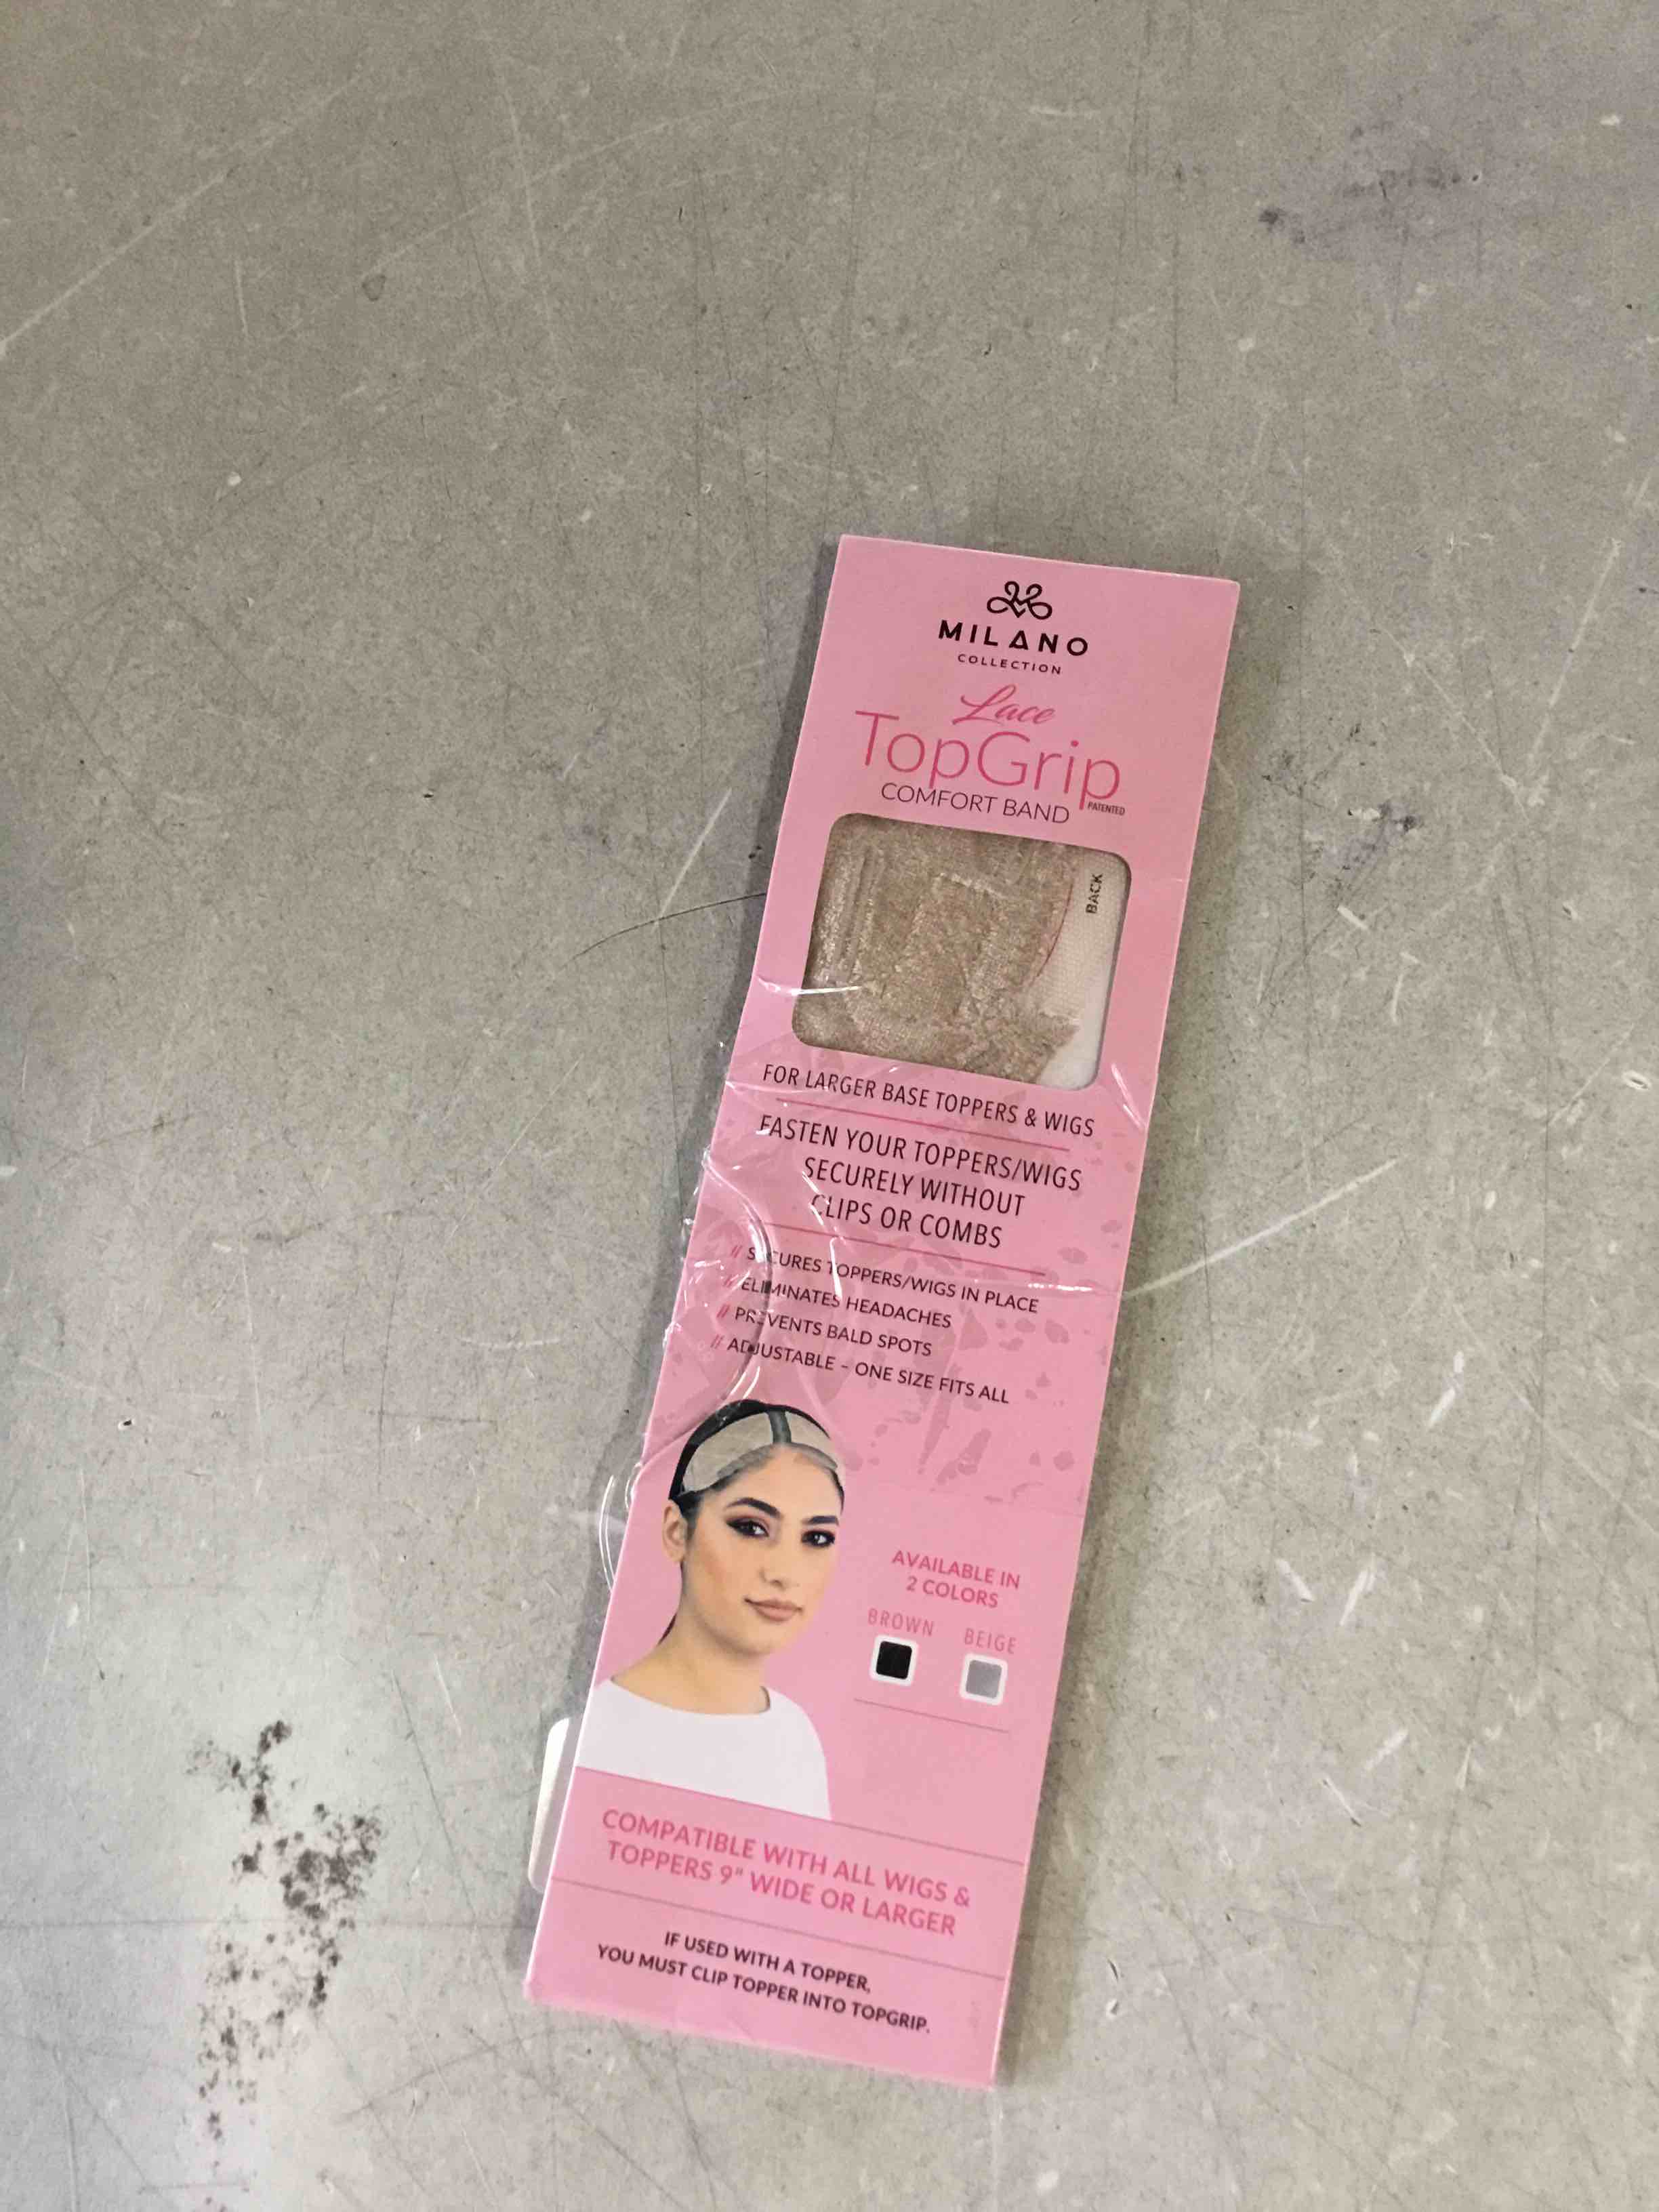 MILANO
COLLECTION
Lace
TopGrip
COMFORT BAND
PATENTED
BACK
FOR LARGER BASE TOPPERS & WIGS
FASTEN YOUR TOPPERS/WIGS
SECURELY WITHOUT
CLIPS OR COMBS
// SECURES TOPPERS/WIGS IN PLACE
// ELIMINATES HEADACHES
// PREVENTS BALD SPOTS
// ADJUSTABLE - ONE SIZE FITS ALL
AVAILABLE IN
2 COLORS
BROWN BEIGE
COMPATIBLE WITH ALL WIGS &
TOPPERS 9" WIDE OR LARGER
IF USED WITH A TOPPER,
YOU MUST CLIP TOPPER INTO TOPGRIP.